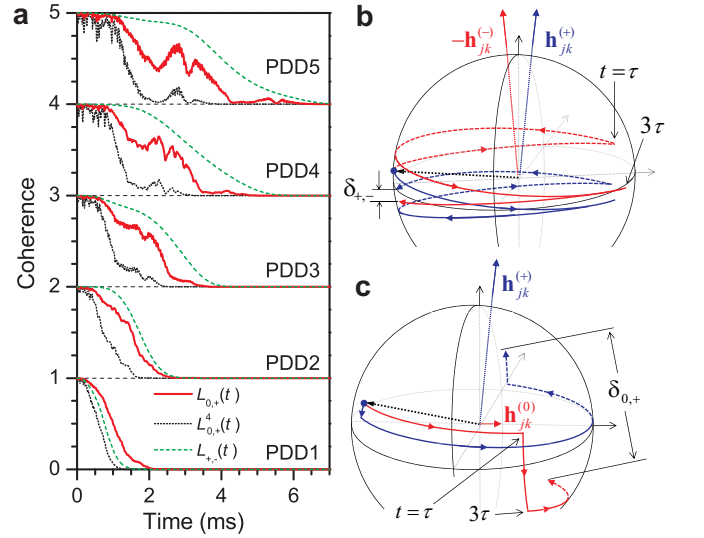 a
5
PDD5
4
PDD4
3
PDD3
2
PDD2
1
L0,+(t)
L⁴0,+(t)
L+,-(t)
PDD1
0
0 2 4 6
Time (ms)
Coherence
b
−h jk (−)
h jk (+)
t = τ
3τ
δ+,−
c
h jk (+)
δ0,+
h jk (0)
t = τ
3τ